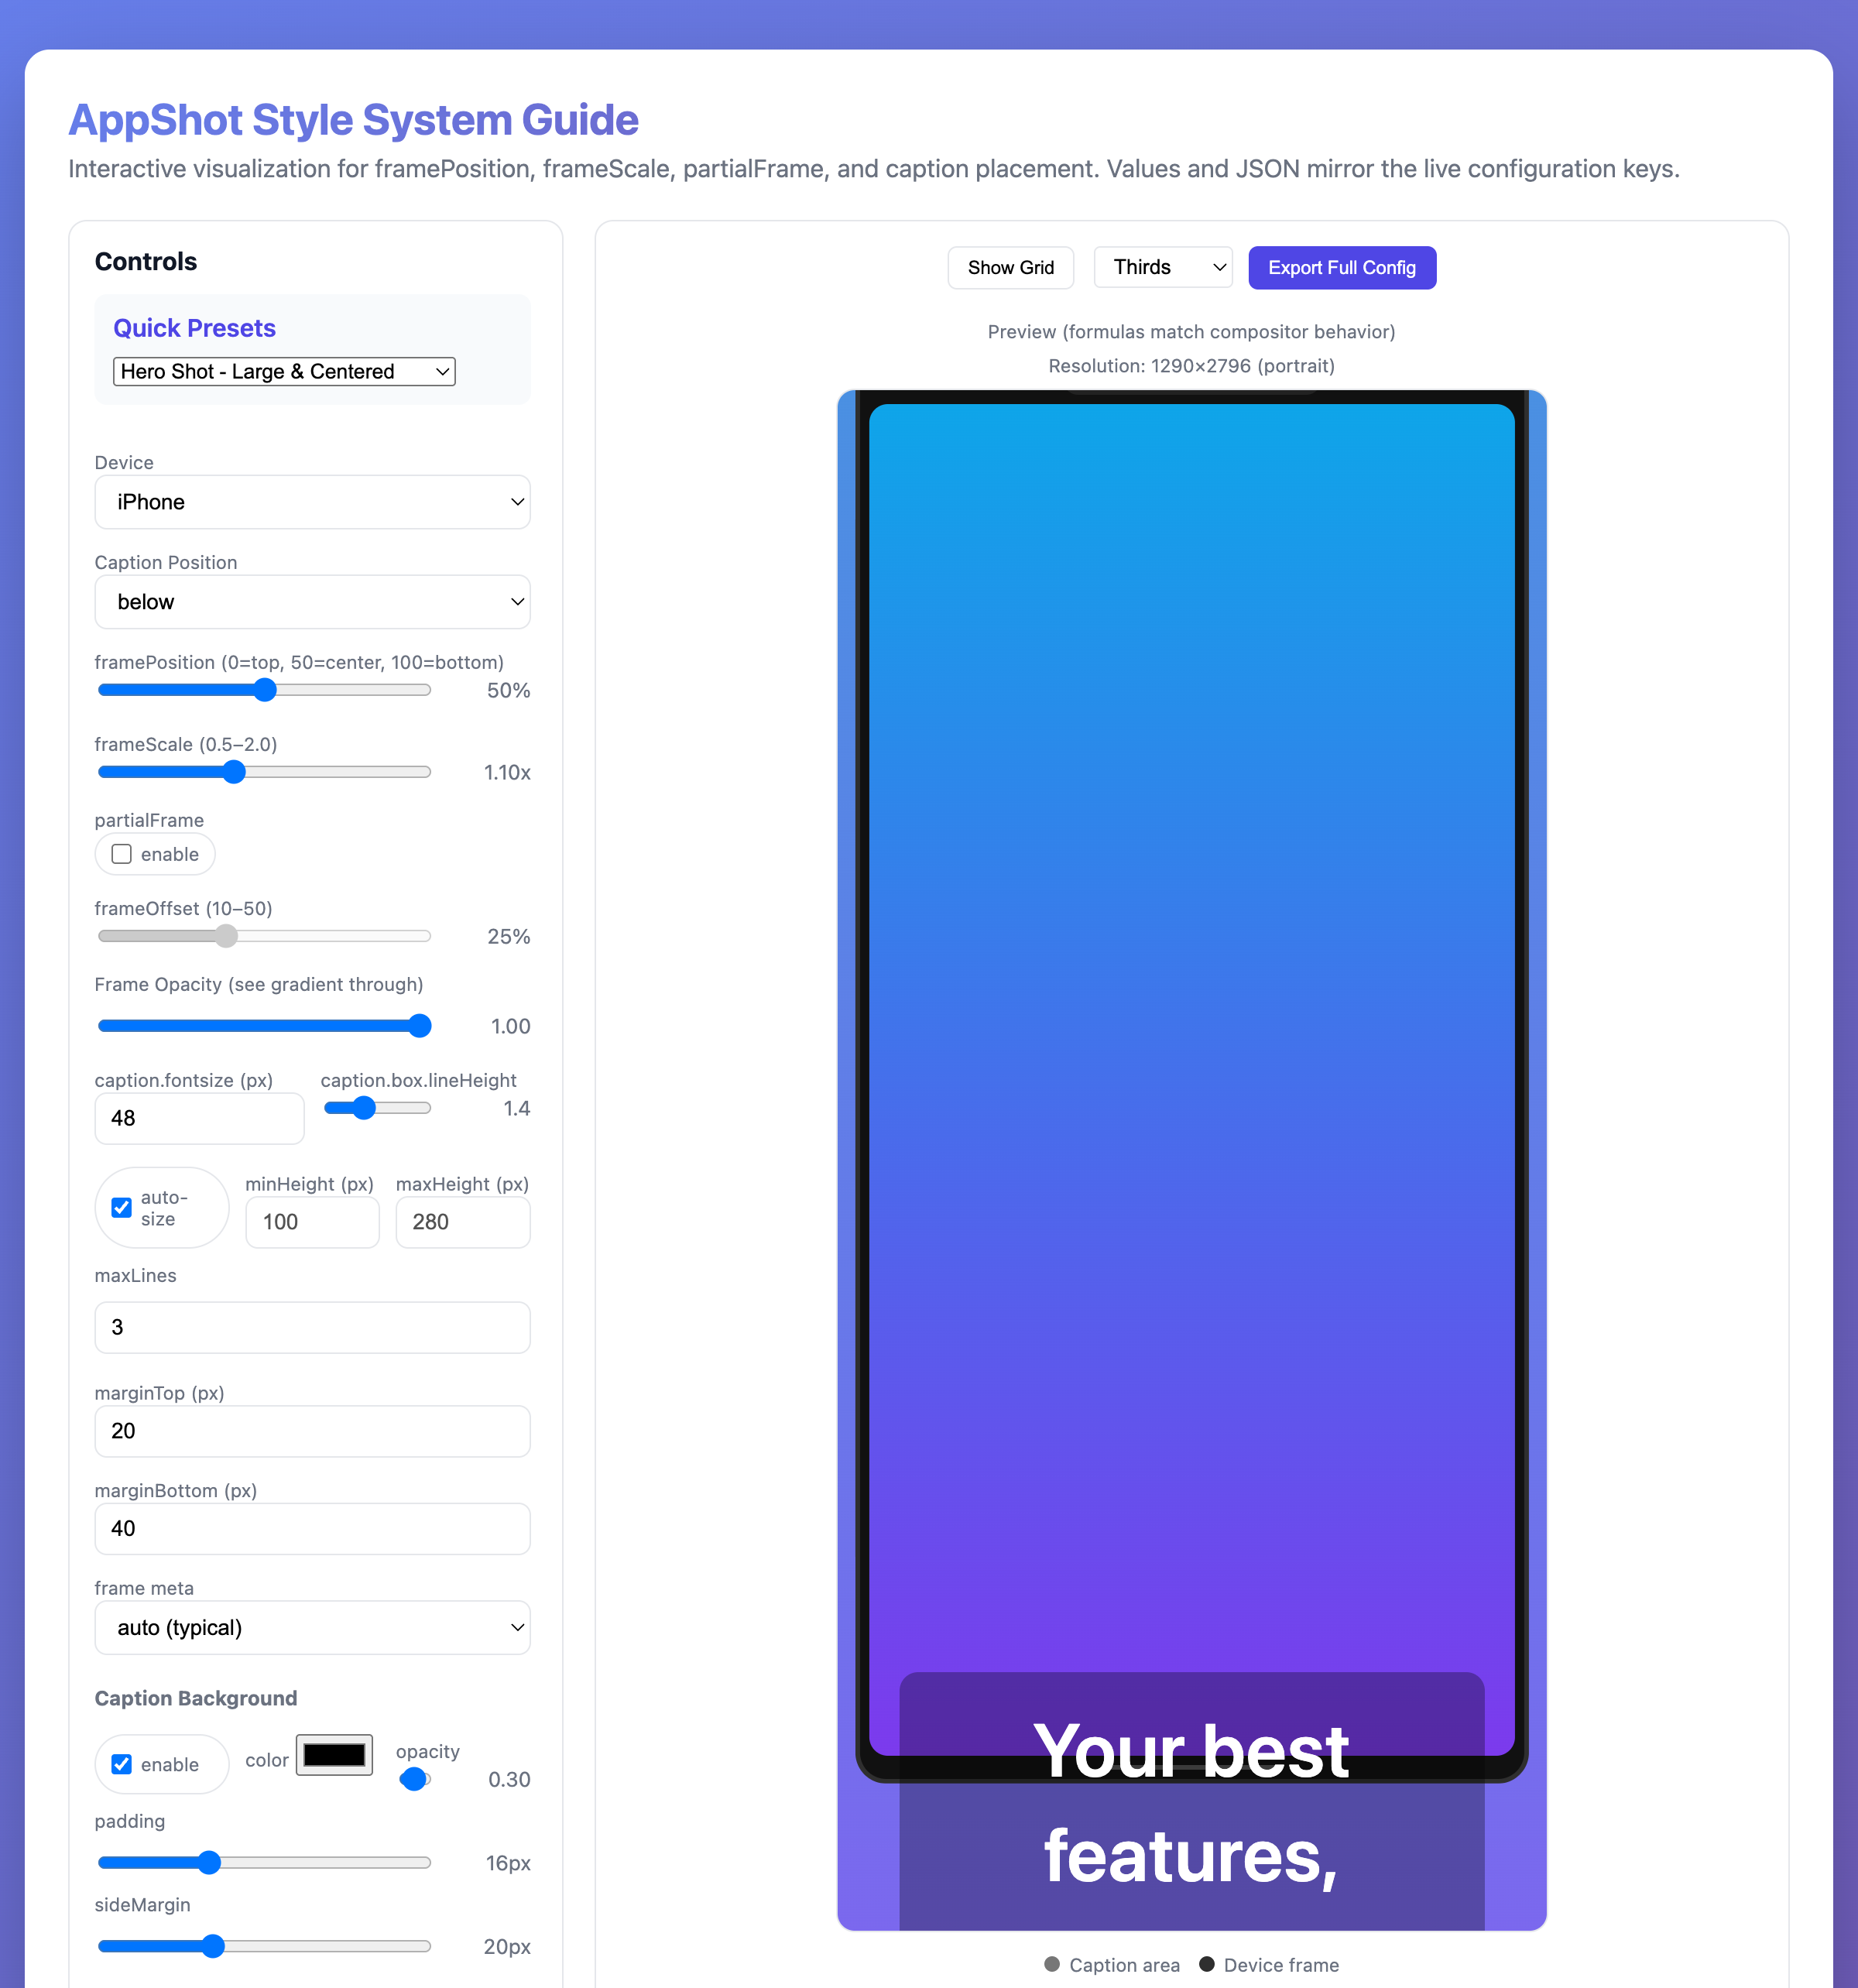 AppShot Style System Guide
Interactive visualization for framePosition, frameScale, partialFrame, and caption placement. Values and JSON mirror the live configuration keys.
Controls
Quick Presets
Hero Shot - Large & Centered
Device
iPhone
Caption Position
below
framePosition (0=top, 50=center, 100=bottom)
50%
frameScale (0.5–2.0)
1.10x
partialFrame
enable
frameOffset (10–50)
25%
Frame Opacity (see gradient through)
1.00
caption.fontsize (px)
48
caption.box.lineHeight
1.4
auto-
size
minHeight (px)
100
maxHeight (px)
280
maxLines
3
marginTop (px)
20
marginBottom (px)
40
frame meta
auto (typical)
Caption Background
enable
color
opacity
0.30
padding
16px
sideMargin
20px
Show Grid
Thirds
Export Full Config
Preview (formulas match compositor behavior)
Resolution: 1290×2796 (portrait)
Your best
features,
Caption area
Device frame